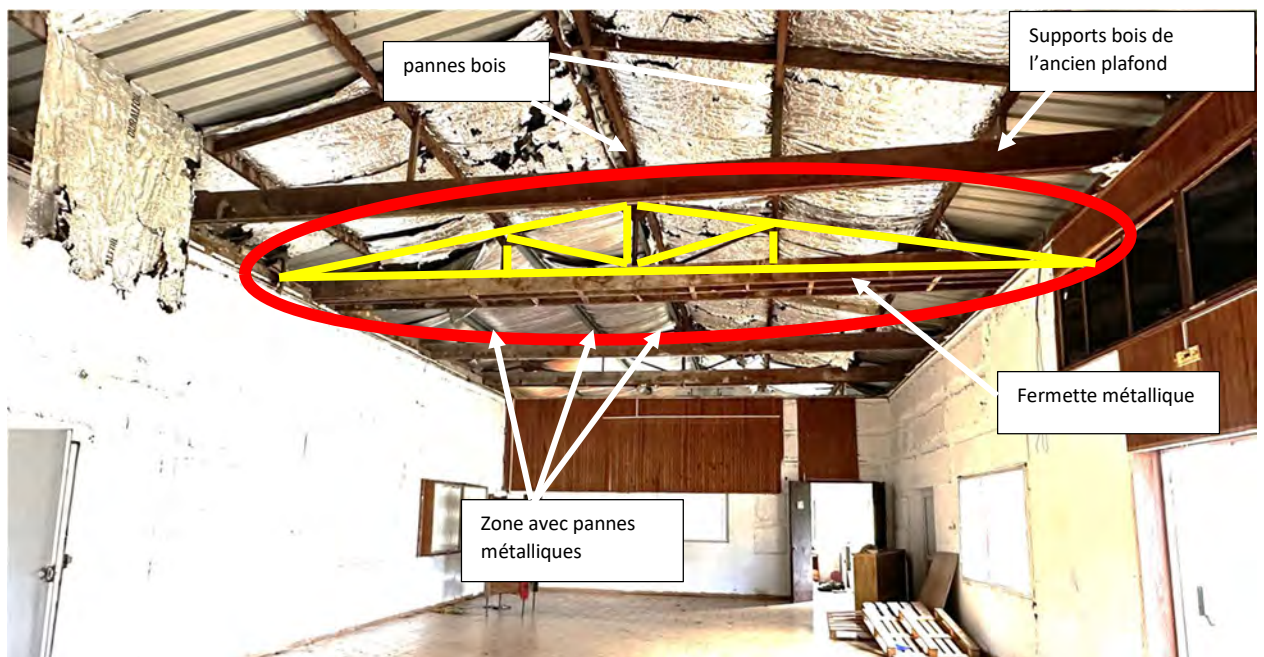 pannes bois
Supports bois de
l'ancien plafond
Fermette métallique
Zone avec pannes
métalliques